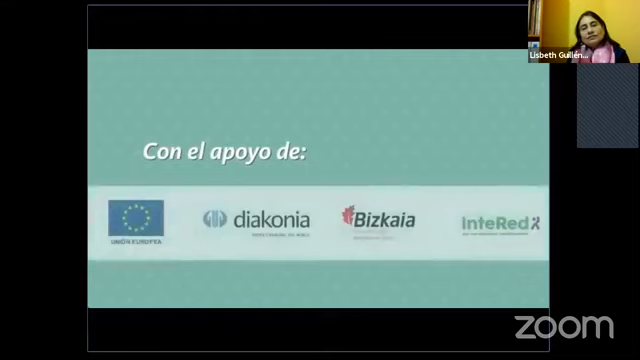 Lisbeth Guillén...
Con el apoyo de:
UNIÓN EUROPEA
diakonia
Bizkaia
InteRed
zoom